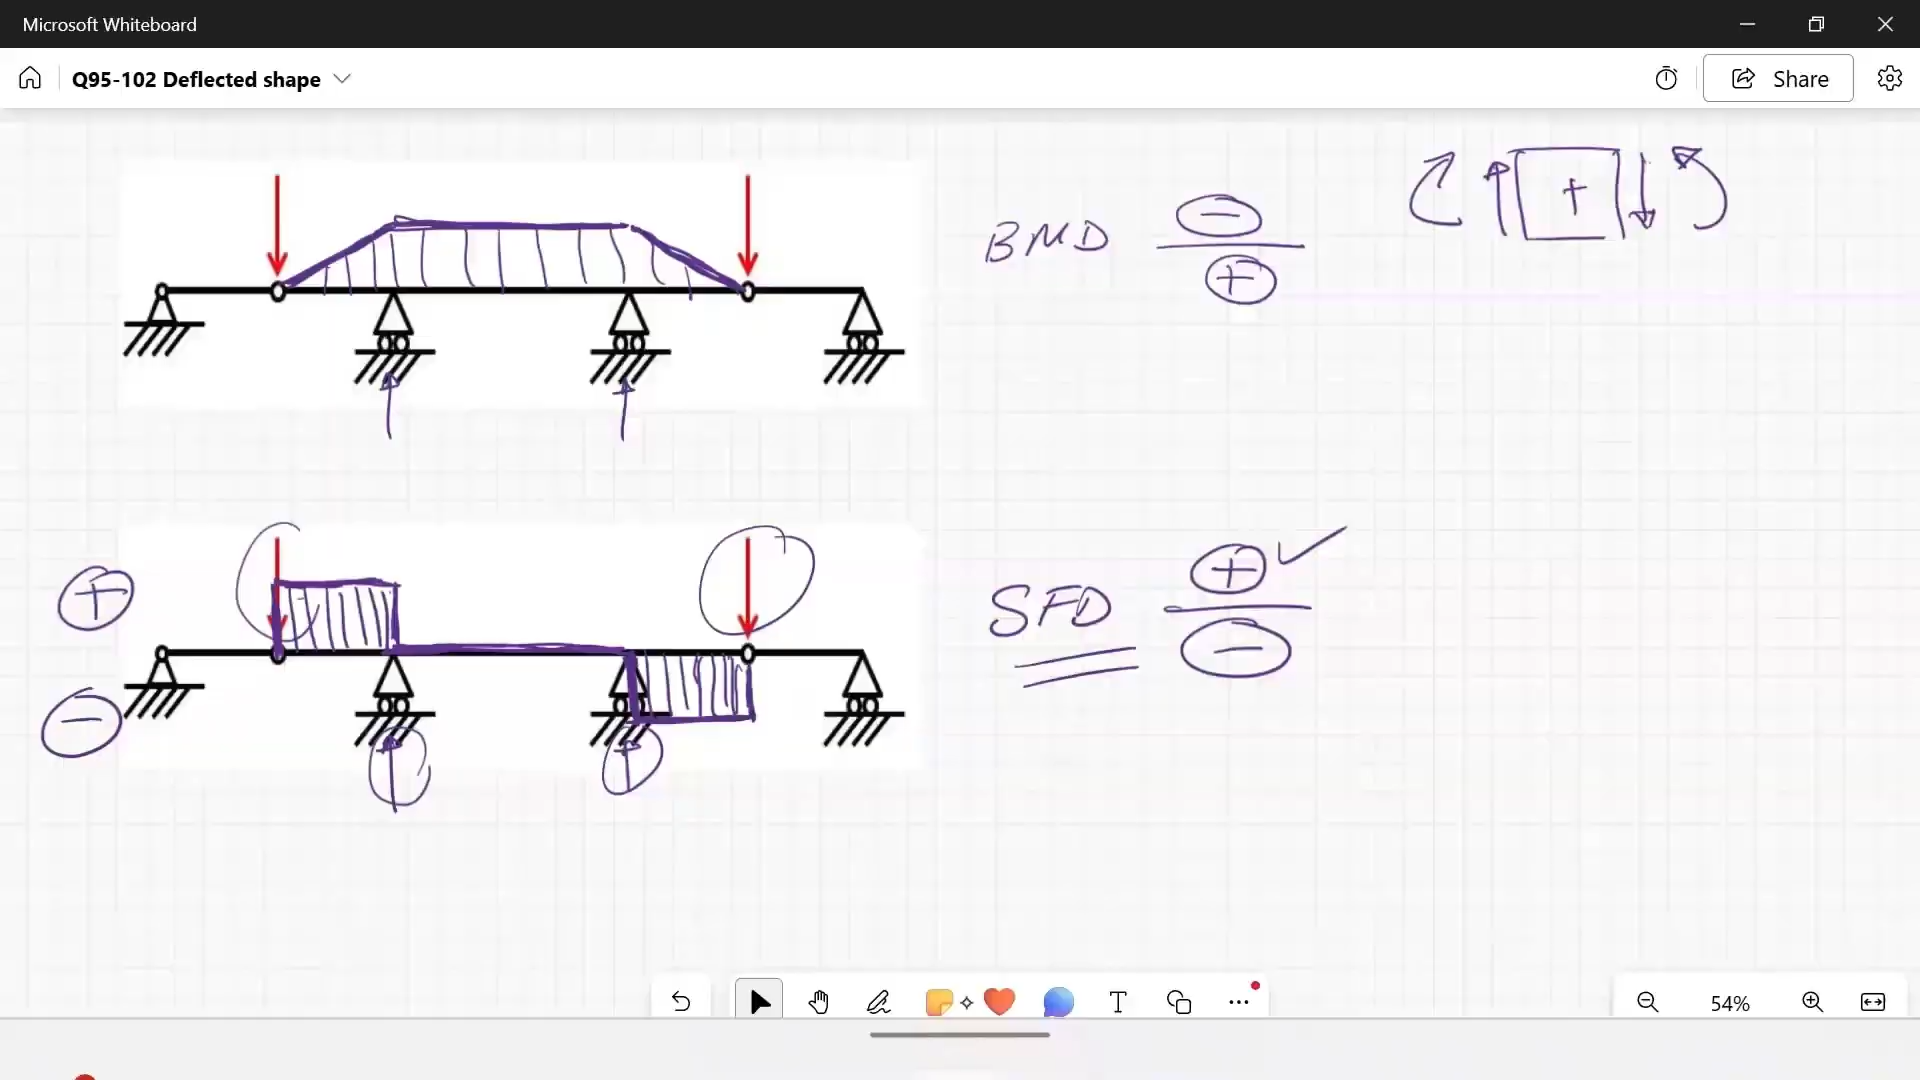 Microsoft Whiteboard
Q95-102 Deflected shape
Share
BMD
−
+
+
+
−
SFD
+ ✓
−
T
54%